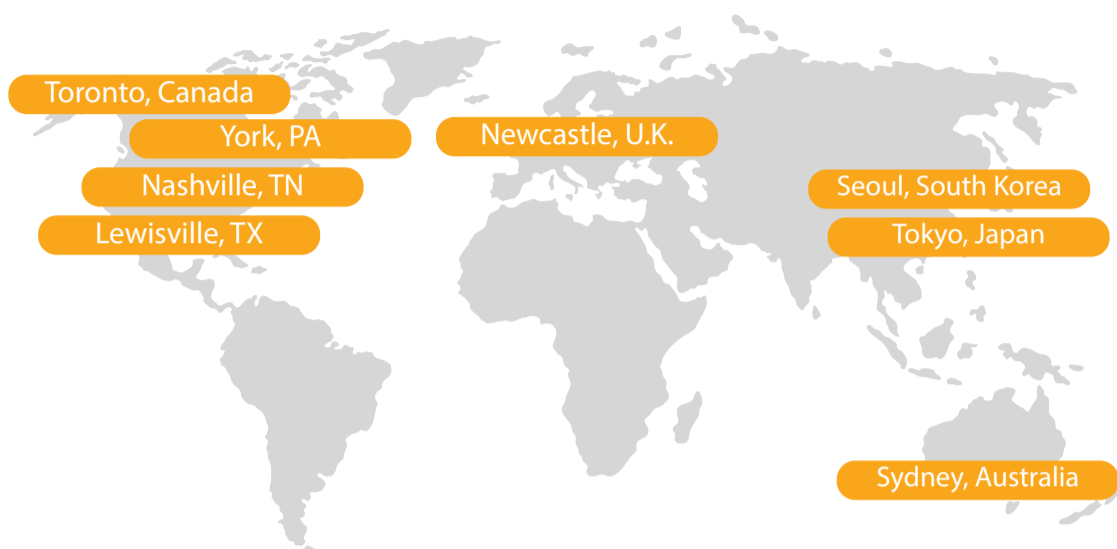 Toronto, Canada
York, PA
Nashville, TN
Lewisville, TX
Newcastle, U.K.
Seoul, South Korea
Tokyo, Japan
Sydney, Australia